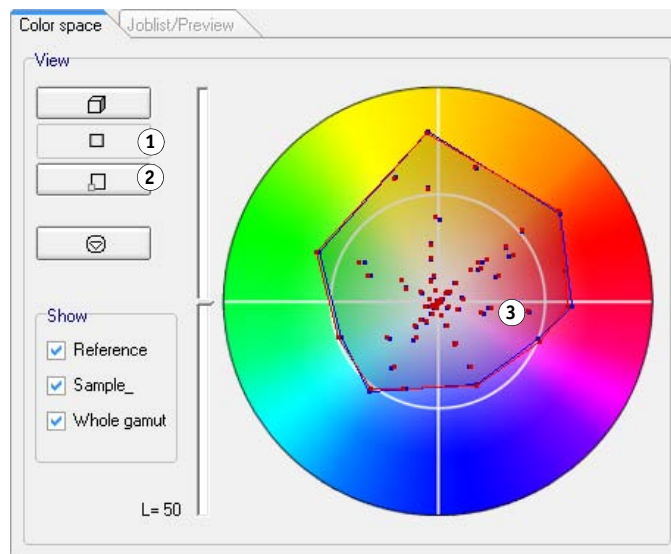 Color space
Joblist/Preview
View
1
2
3
Show
Reference
Sample_
Whole gamut
L= 50